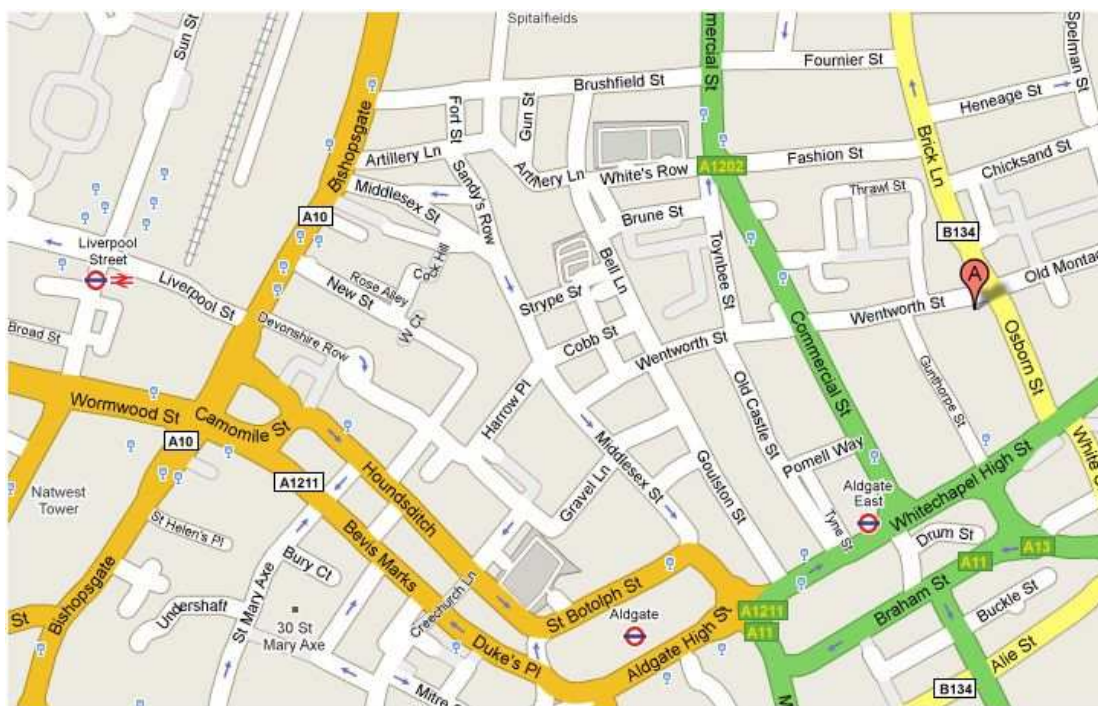 Spitalfields
Sun St
Bishopsgate
Brushfield St
mercial St
Fournier St
Spelman St
Heneage St
Fort St
Gun St
Brick Ln
Artillery Ln
Artillery Ln
White's Row
A1202
Fashion St
Chicksand St
Middlesex St
Sandy's Row
Thrawl St
A10
Brune St
Toynbee St
B134
Liverpool
Street
Liverpool St
Cock Hill
Rose Alley
New St
Bell Ln
A
Old Montac
Strype St
Wentworth St
Broad St
Devonshire Row
W Ct
Cobb St
Wentworth St
Commercial St
Osborn St
Gunthorpe St
Wormwood St
Camomile St
Harrow Pl
Old Castle St
A10
Houndsditch
Middlesex St
Goulston St
Pomell Way
White
A1211
Gravel Ln
Aldgate
East
Whitechapel High St
Natwest
Tower
St Helen's Pl
Bevis Marks
Tyne St
Drum St
A13
A11
Bury Ct
Creechurch Ln
St Botolph St
Braham St
Buckle St
Undershaft
St Mary Axe
30 St
Mary Axe
Aldgate
A1211
A11
St
Bishopsgate
Duke's Pl
Aldgate High St
Alie St
Mitre
B134
M